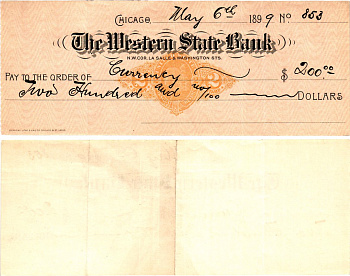 CHICAGO, May 6th 1899 No 853
The Western State Bank
N.W. COR. LA SALLE & WASHINGTON STS.
PAY TO THE ORDER OF Currency $200.00
Two Hundred and no/100 DOLLARS